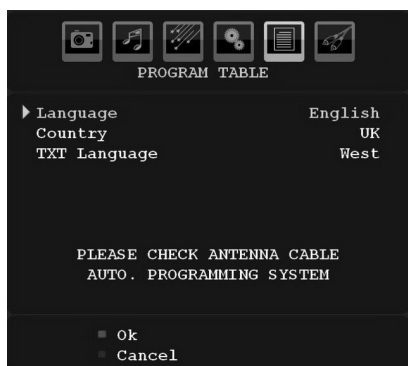 PROGRAM TABLE
Language English
Country UK
TXT Language West
PLEASE CHECK ANTENNA CABLE
AUTO. PROGRAMMING SYSTEM
Ok
Cancel